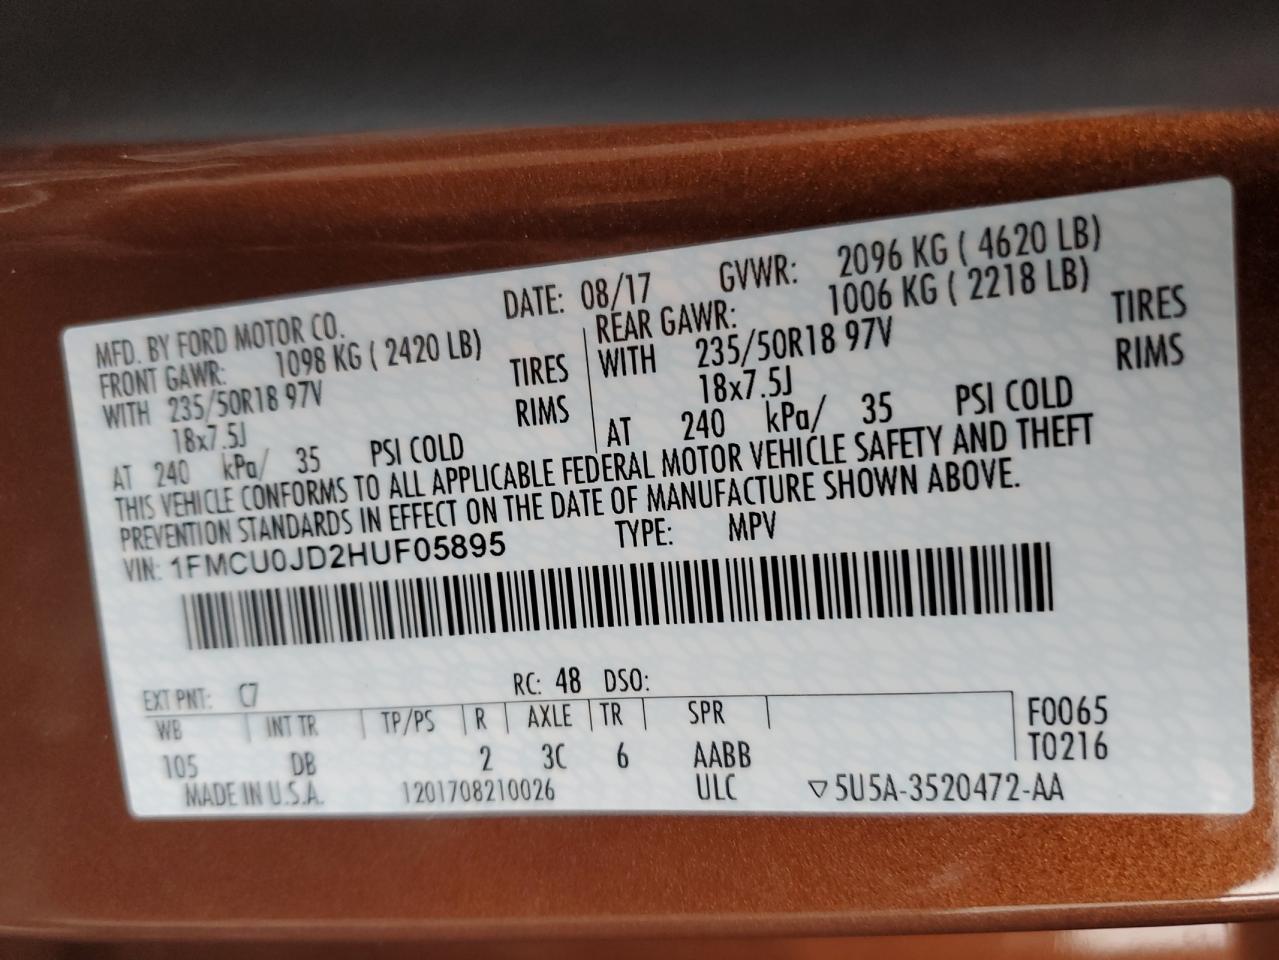 MFD. BY FORD MOTOR CO. DATE: 08/17 GVWR: 2096 KG ( 4620 LB)
FRONT GAWR: 1098 KG ( 2420 LB) REAR GAWR: 1006 KG ( 2218 LB)
WITH 235/50R18 97V TIRES WITH 235/50R18 97V TIRES
18x7.5J RIMS 18x7.5J RIMS
AT 240 kPa/ 35 PSI COLD AT 240 kPa/ 35 PSI COLD
THIS VEHICLE CONFORMS TO ALL APPLICABLE FEDERAL MOTOR VEHICLE SAFETY AND THEFT
PREVENTION STANDARDS IN EFFECT ON THE DATE OF MANUFACTURE SHOWN ABOVE.
VIN: 1FMCU0JD2HUF05895 TYPE: MPV
EXT PNT: C7 RC: 48 DSO:
WB INT TR TP/PS R AXLE TR SPR F0065
105 DB 2 3C 6 AABB T0216
MADE IN U.S.A. 1201708210026 ULC ▽5U5A-3520472-AA